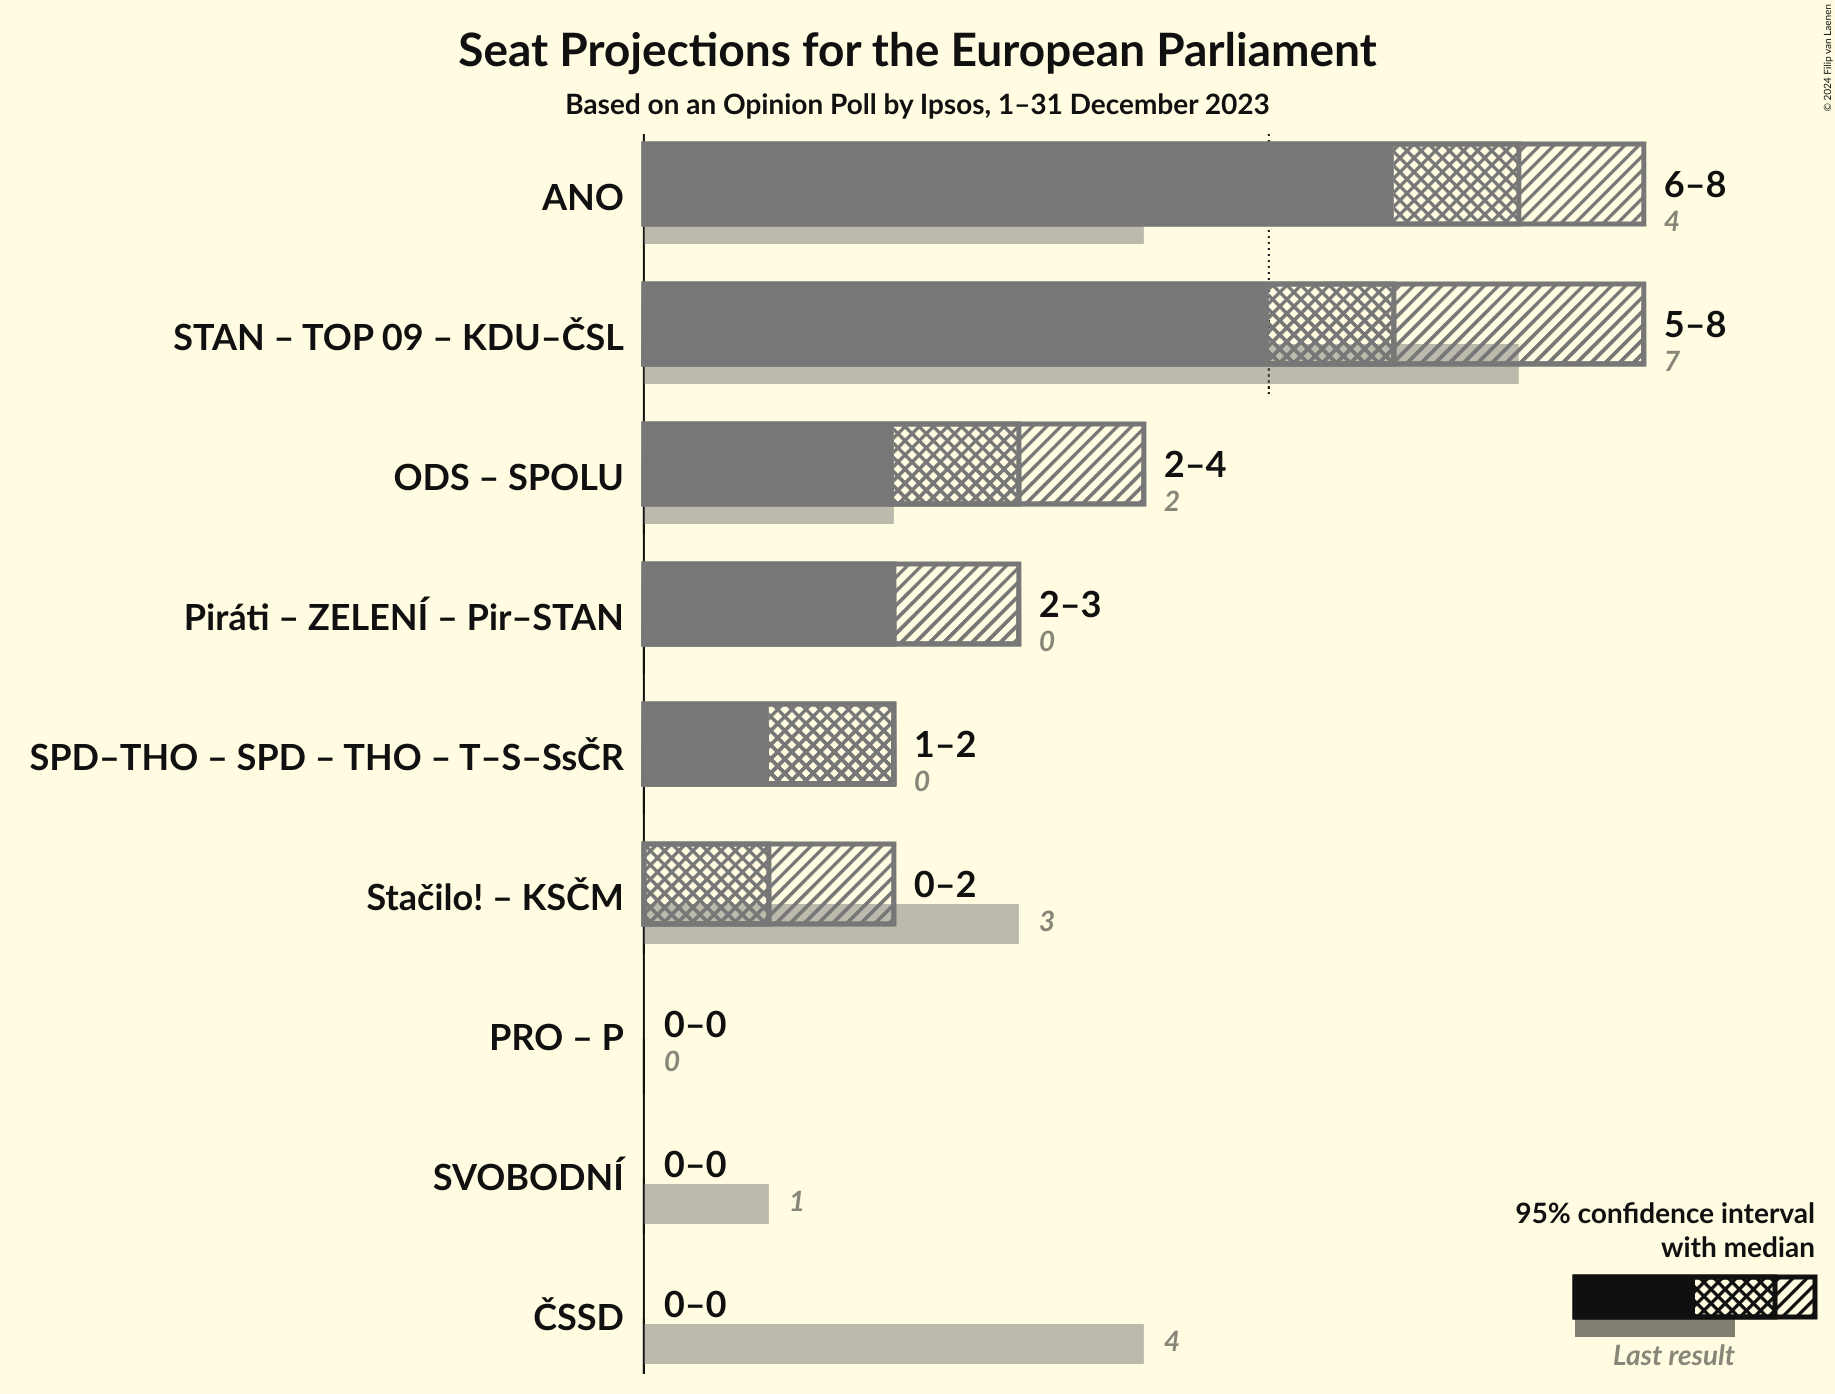 Seat Projections for the European Parliament
Based on an Opinion Poll by Ipsos, 1–31 December 2023
© 2024 Filip van Laenen
ANO
6–8
4
STAN – TOP 09 – KDU–ČSL
5–8
7
ODS – SPOLU
2–4
2
Piráti – ZELENÍ – Pir–STAN
2–3
0
SPD–THO – SPD – THO – T–S–SsČR
1–2
0
Stačilo! – KSČM
0–2
3
PRO – P
0–0
0
SVOBODNÍ
0–0
1
ČSSD
0–0
4
95% confidence interval
with median
Last result